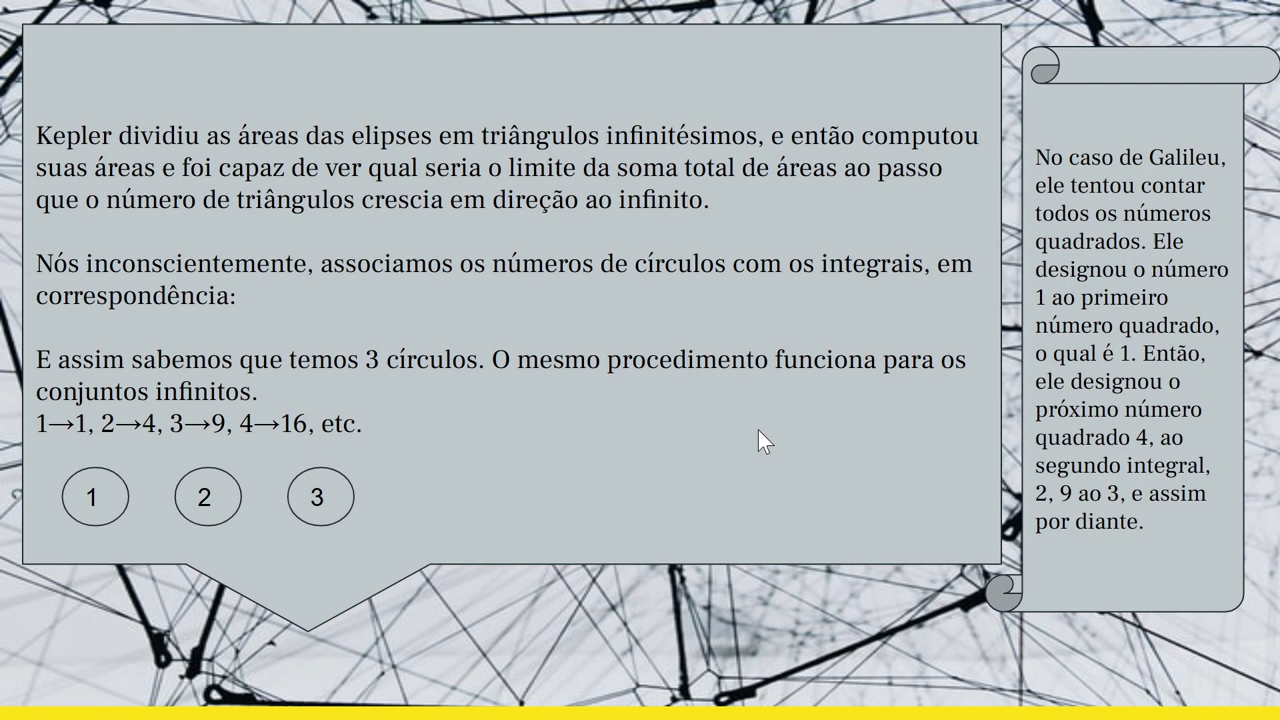 Kepler dividiu as áreas das elipses em triângulos infinitésimos, e então computou
suas áreas e foi capaz de ver qual seria o limite da soma total de áreas ao passo
que o número de triângulos crescia em direção ao infinito.
Nós inconscientemente, associamos os números de círculos com os integrais, em
correspondência:
E assim sabemos que temos 3 círculos. O mesmo procedimento funciona para os
conjuntos infinitos.
1→1, 2→4, 3→9, 4→16, etc.
1 2 3
No caso de Galileu,
ele tentou contar
todos os números
quadrados. Ele
designou o número
1 ao primeiro
número quadrado,
o qual é 1. Então,
ele designou o
próximo número
quadrado 4, ao
segundo integral,
2, 9 ao 3, e assim
por diante.